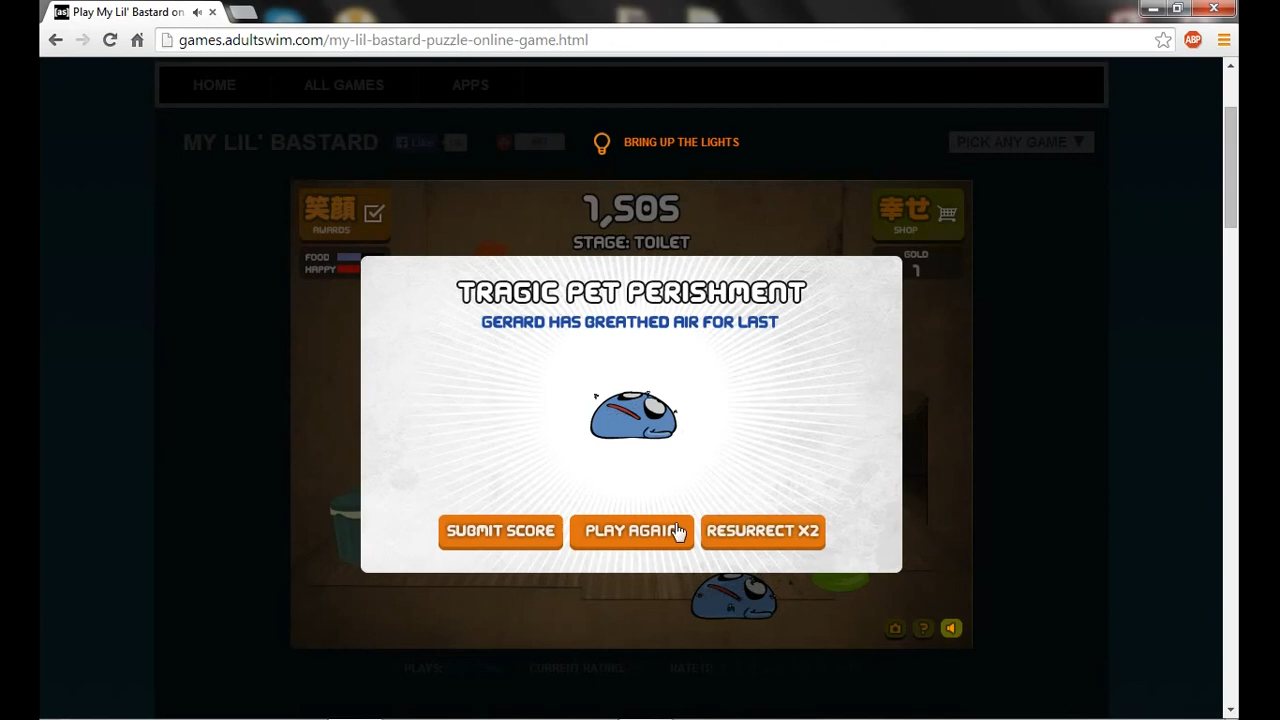 [as] Play My Lil' Bastard on
games.adultswim.com/my-lil-bastard-puzzle-online-game.html
ABP
HOME ALL GAMES APPS
MY LIL' BASTARD Like BRING UP THE LIGHTS PICK ANY GAME ▼
笑顔
AWARDS
1,505
STAGE: TOILET
幸せ
SHOP
FOOD
HAPPY
GOLD
1
TRAGIC PET PERISHMENT
GERARD HAS BREATHED AIR FOR LAST
SUBMIT SCORE PLAY AGAIN RESURRECT X2
?
PLAYS: CURRENT RATING: RATE IT: